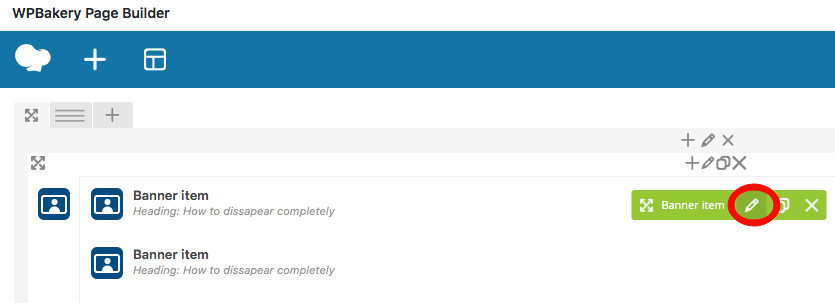 WPBakery Page Builder
Banner item
Heading: How to dissapear completely
Banner item
Banner item
Heading: How to dissapear completely